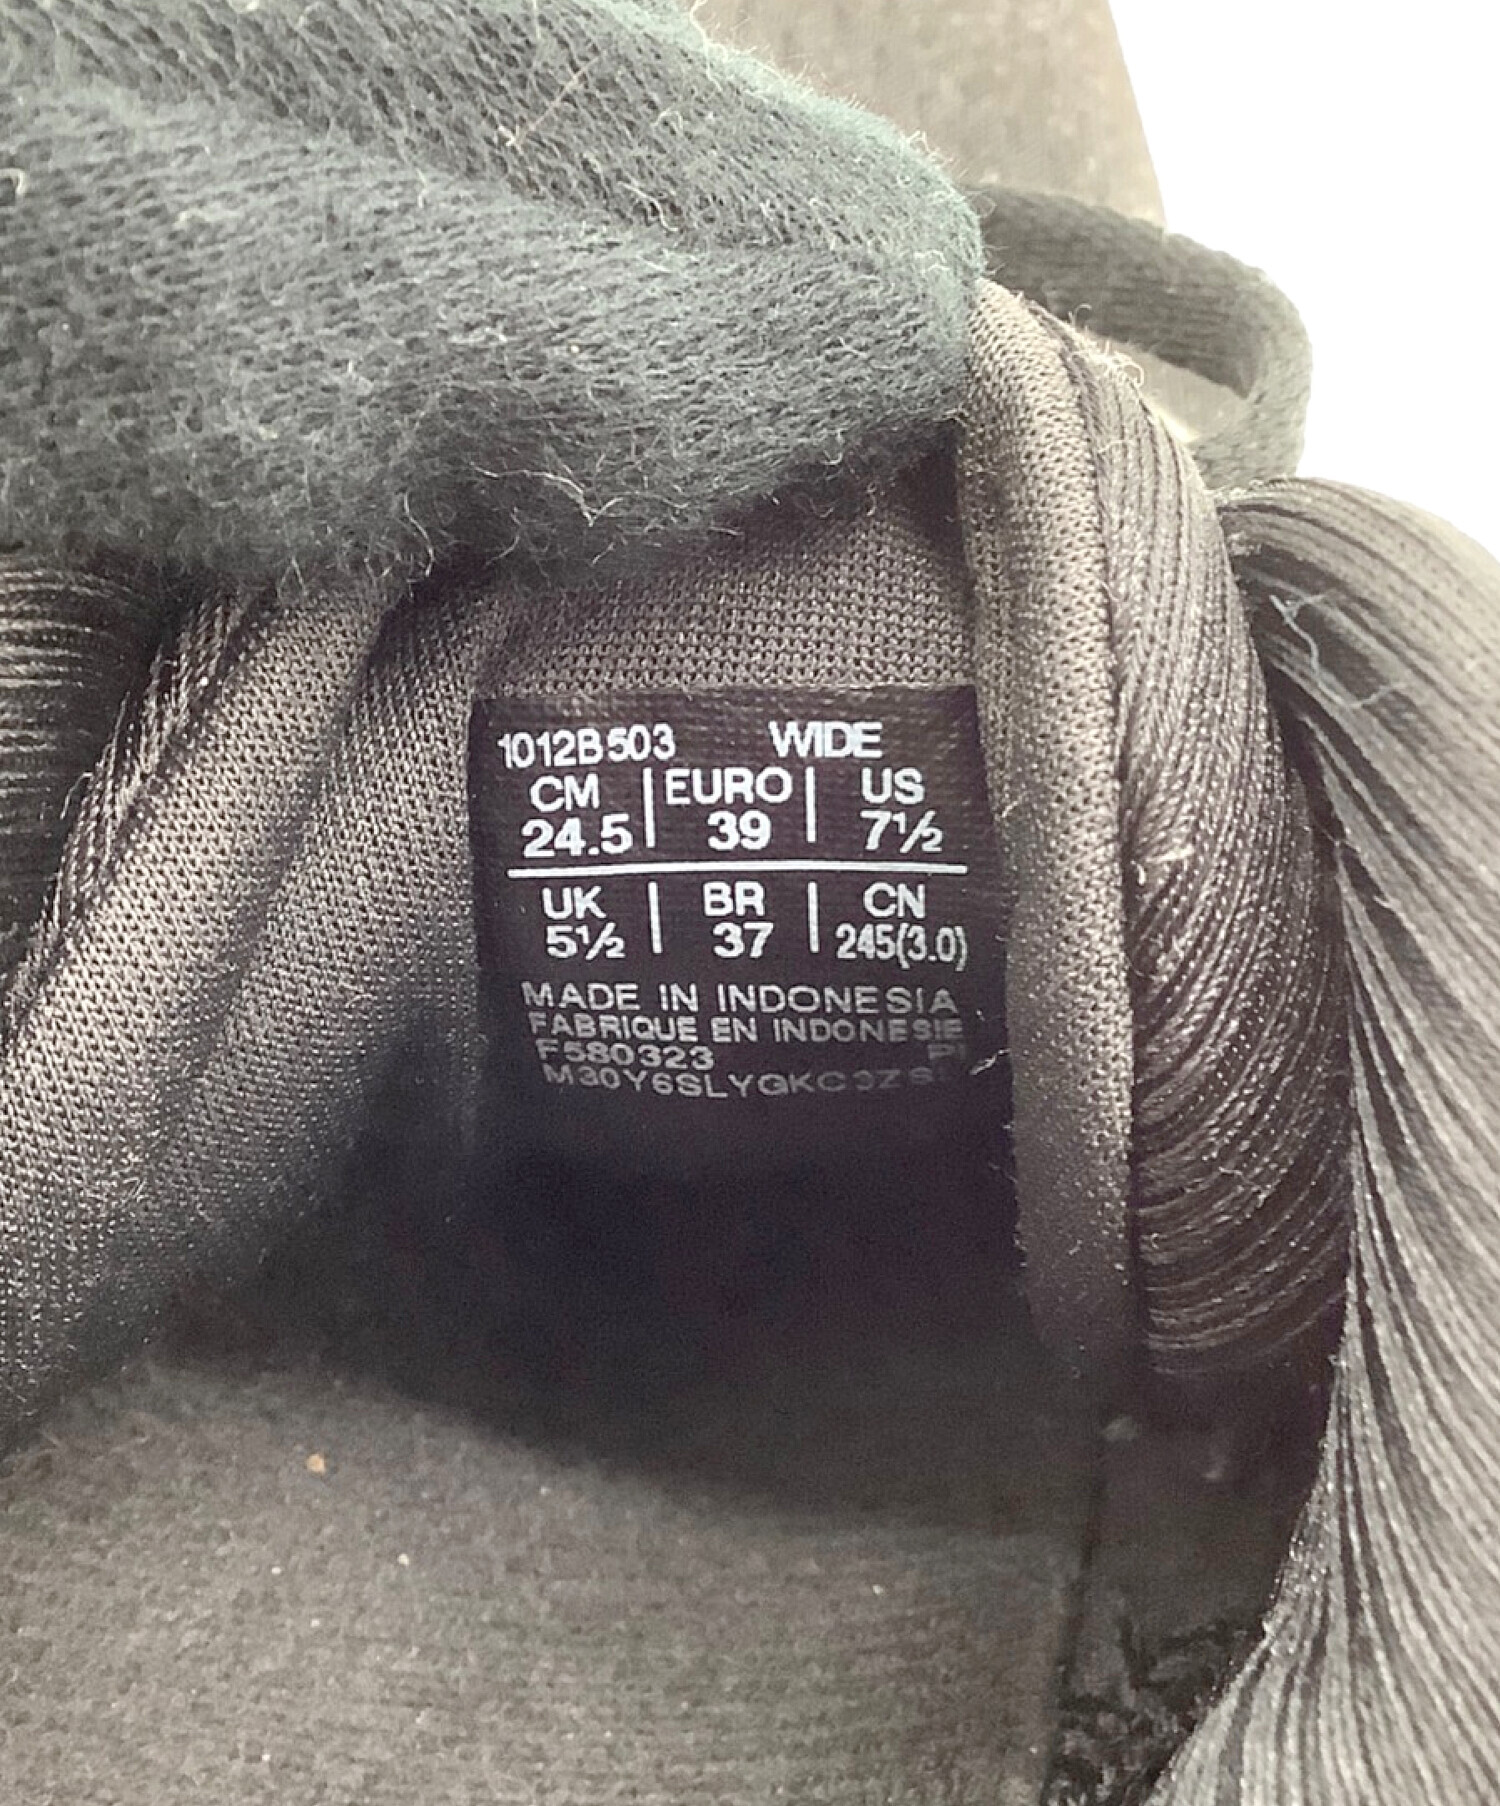 1012B503 WIDE
CM | EURO | US
24.5 | 39 | 7½
UK | BR | CN
5½ | 37 | 245(3.0)
MADE IN INDONESIA
FABRIQUE EN INDONESIE
F580323